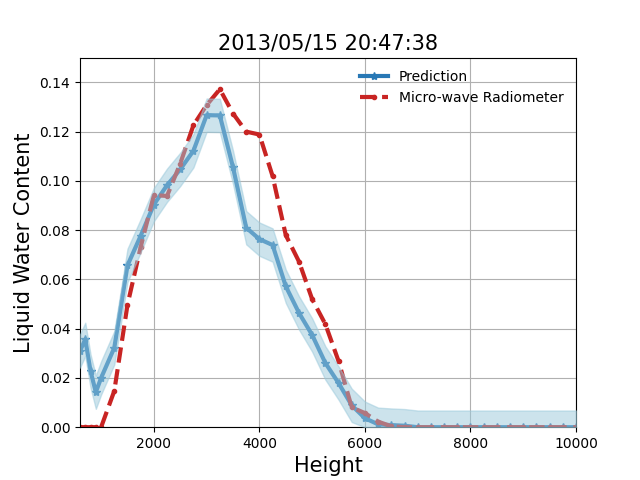 2013/05/15 20:47:38
Prediction
Micro-wave Radiometer
Liquid Water Content
0.14
0.12
0.10
0.08
0.06
0.04
0.02
0.00
2000 4000 6000 8000 10000
Height